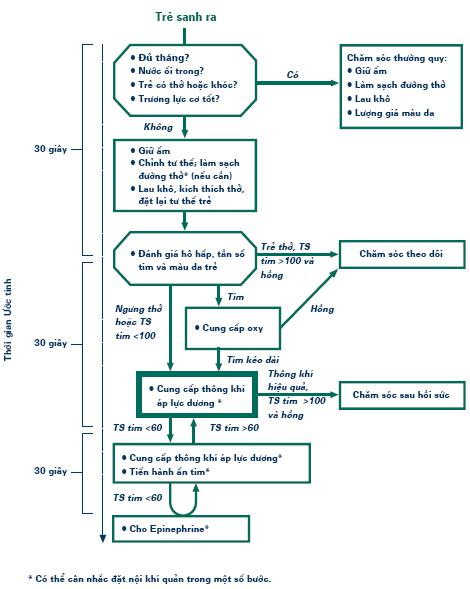 Trẻ sanh ra
• Đủ tháng?
• Nước ối trong?
• Trẻ có thở hoặc khóc?
• Trương lực cơ tốt?
Có
Chăm sóc thường quy:
• Giữ ấm
• Làm sạch đường thở
• Lau khô
• Lượng giá màu da
Không
30 giây
• Giữ ấm
• Chỉnh tư thế; làm sạch
đường thở* (nếu cần)
• Lau khô, kích thích thở,
đặt lại tư thế trẻ
• Đánh giá hô hấp, tần số
tim và màu da trẻ
Trẻ thở, TS
tim >100 và
hồng
Chăm sóc theo dõi
Thời gian Ước tính
30 giây
Ngưng thở
hoặc TS
tim <100
Tím
• Cung cấp oxy
Hồng
Tím kéo dài
• Cung cấp thông khí
áp lực dương *
Thông khí
hiệu quả,
TS tim >100
và hồng
Chăm sóc sau hồi sức
TS tim <60
TS tim >60
30 giây
• Cung cấp thông khí áp lực dương*
• Tiến hành ấn tim*
TS tim <60
• Cho Epinephrine*
* Có thể cân nhắc đặt nội khí quản trong một số bước.